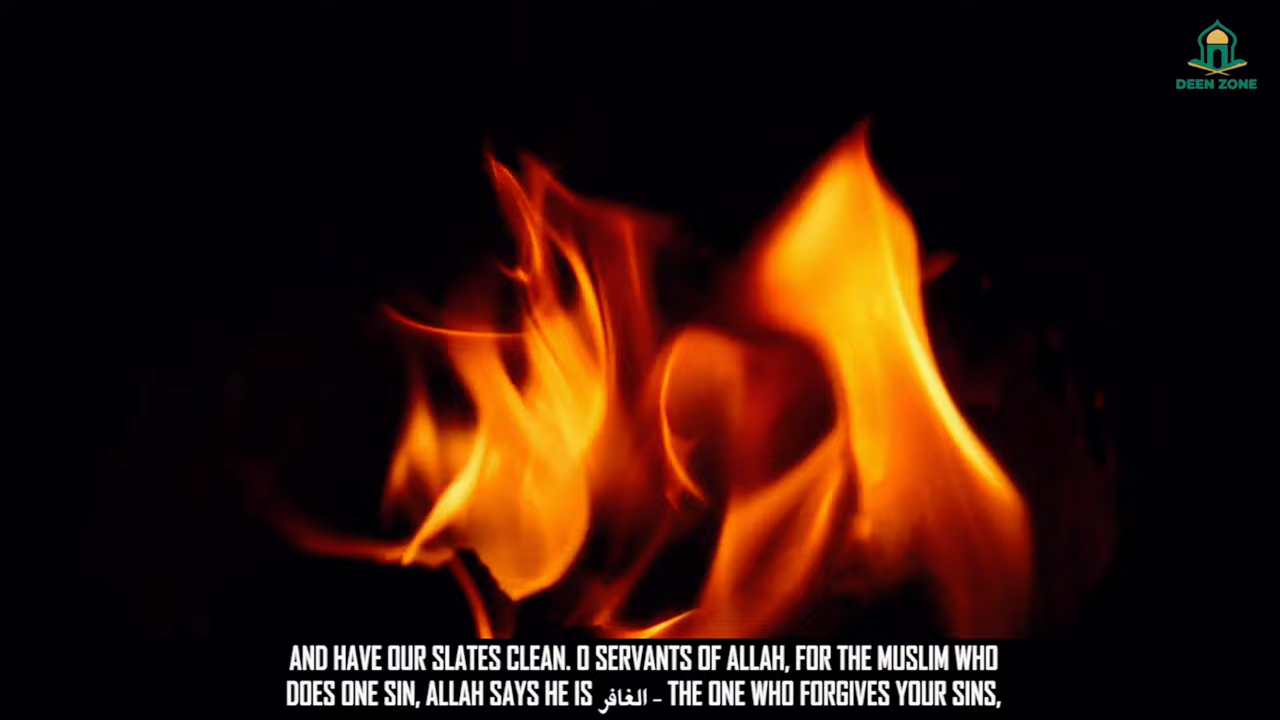 DEEN ZONE
AND HAVE OUR SLATES CLEAN. O SERVANTS OF ALLAH, FOR THE MUSLIM WHO
DOES ONE SIN, ALLAH SAYS HE IS الغافر - THE ONE WHO FORGIVES YOUR SINS,